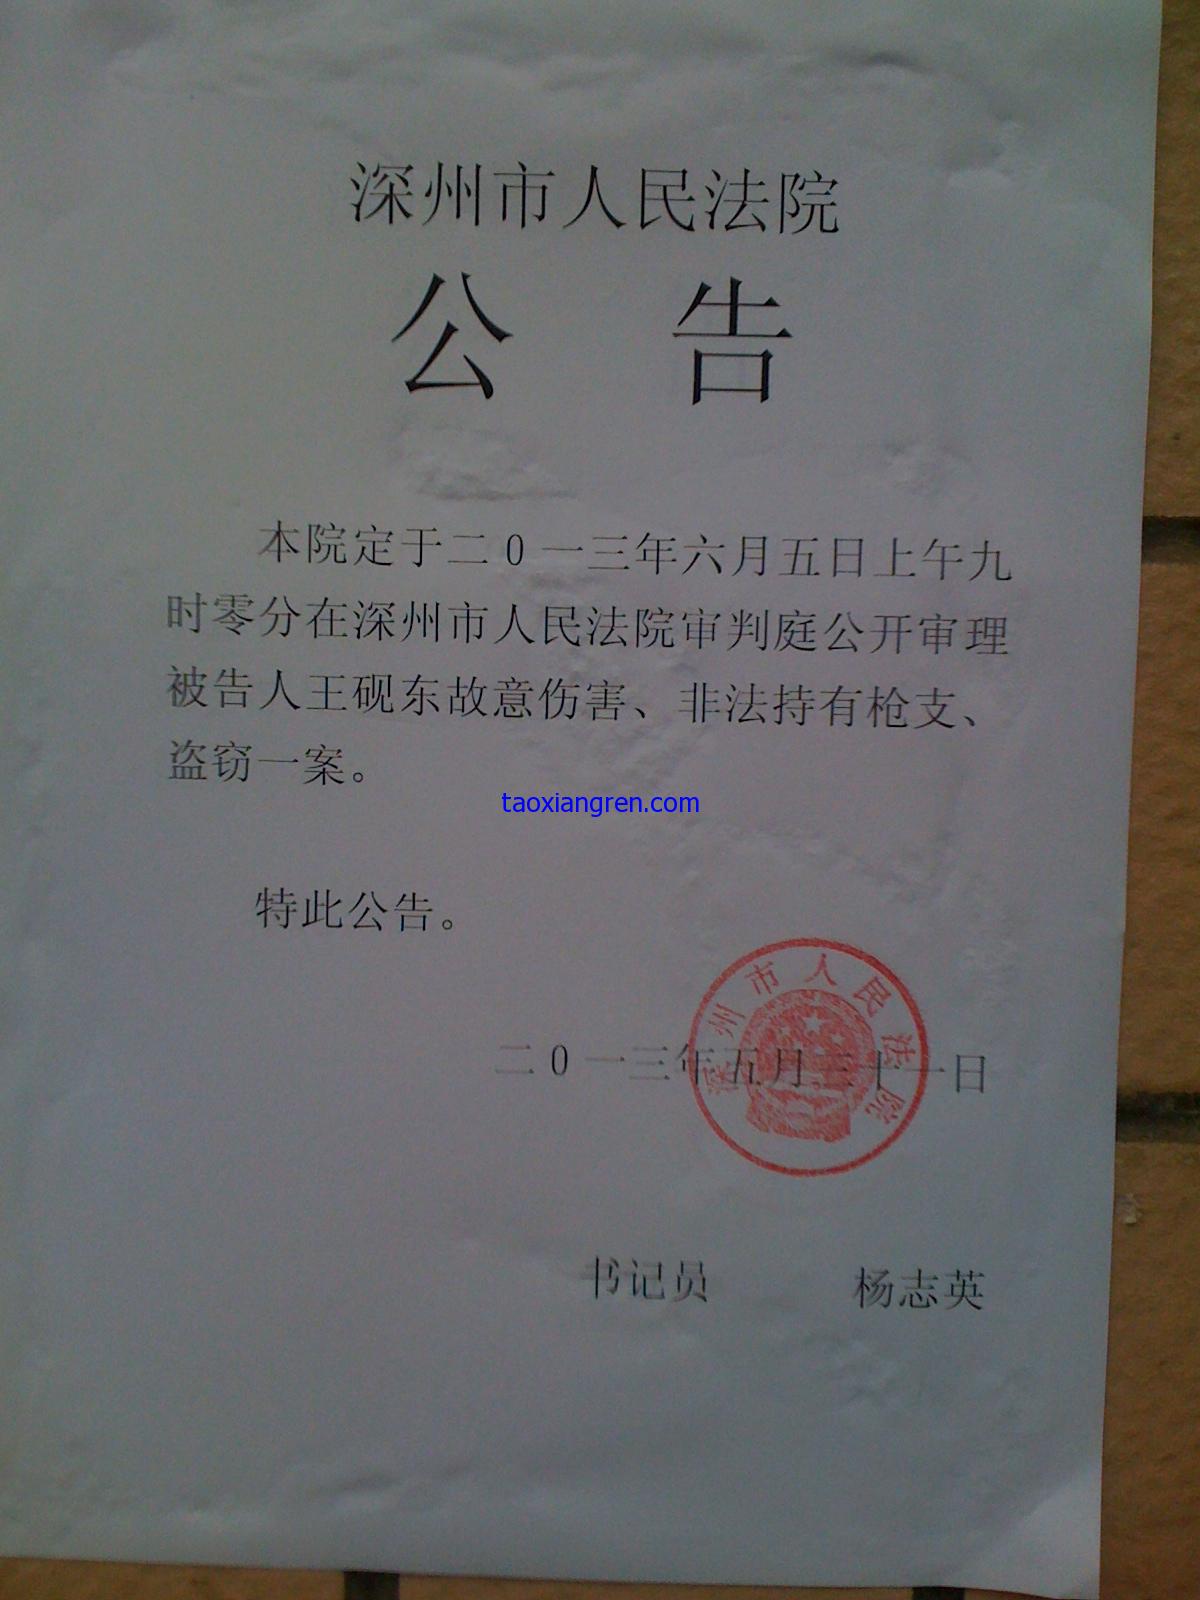 深州市人民法院
公 告
本院定于二0一三年六月五日上午九
时零分在深州市人民法院审判庭公开审理
被告人王砚东故意伤害、非法持有枪支、
盗窃一案。
taoxiangren.com
特此公告。
深州市人民法院
二0一三年五月三十一日
书记员 杨志英